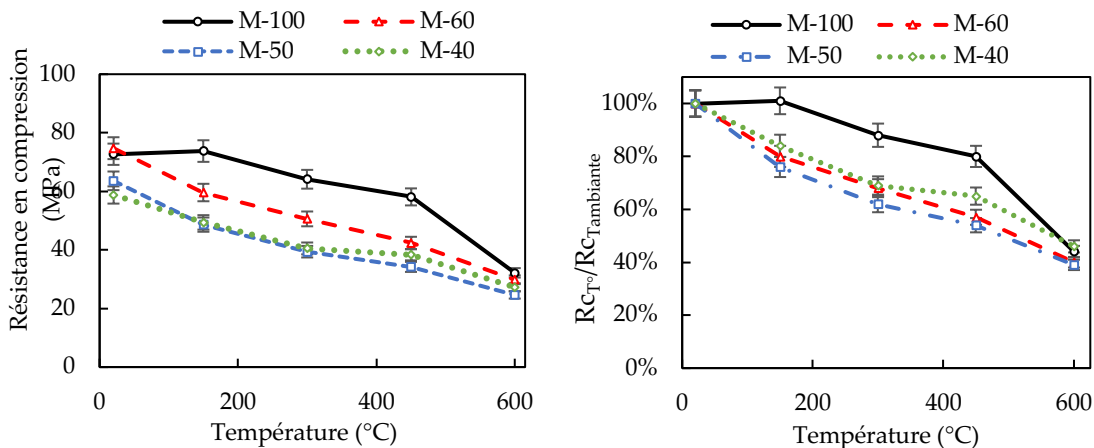 M-100 M-60
M-50 M-40
Résistance en compression
(MPa)
100
80
60
40
20
0
0 200 400 600
Température (°C)
M-100 M-60
M-50 M-40
RcT°/RcTambiante
100%
80%
60%
40%
20%
0%
0 200 400 600
Température (°C)